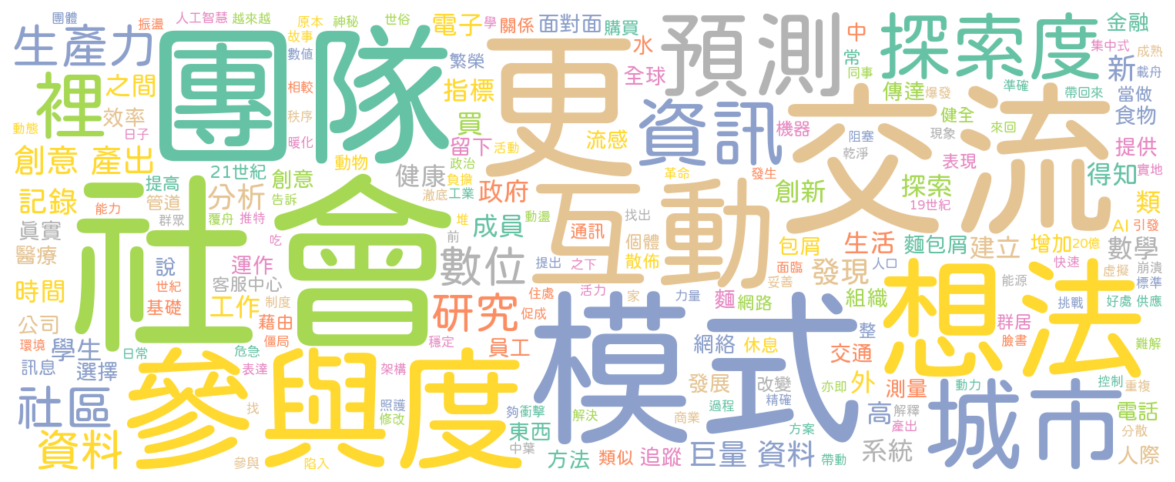 團體 振盪 人工智慧 越來越 原本 神秘 世俗 電子 學 關係 面對面 購買 中 探索度 金融 集中式 成熟
生產力 團隊 故事 數值 繁榮 更 水 預測 常 同事 新 載舟
裡 之間 相較 指標 全球 資訊 傳達 爆發 準確 當做 帶回來
效率 秩序 買 流感 機器 健全 來回 食物
動態 日子 暖化 留下 活動 交流 阻塞 現象 提供
創意 產出 21世紀 動物 政治 革命 乾淨 表現 得知 實地
記錄 提高 分析 創意 健康 負擔 政府 互動 發生 創新 探索 類
能力 管道 告訴 工業 澈底 19世紀
眞實 群眾 覆舟 推特 社會 堆 動盪 找出 AI 引發
醫療 吃 前 成員 通訊 個體 包屑 生活 麵包屑 建立 增加 20億 數學
說 運作 數位 提出 之下 散佈 面臨 發現 人口 快速 虛擬 崩潰
時間 世紀 客服中心 住處 活力 家 力量 麵 網路 妥善 組織 想法 能源 標準
基礎 工作 制度 研究 促成 模式 挑戰 好處 供應
公司 藉由 整 群居
環境 學生 僵局 穩定 員工 網絡 休息 交通 臉書 難解
訊息 日常 危急 表達 架構 發展 改變 亦即 外 測量 動力 控制
選擇 參與度 照護 夠 衝擊 精確 重複
社區 找 修改 東西 解決 商業 過程 高 解釋 城市 電話
中葉 方案 產出 分散
資料 參與 陷入 方法 類似 追蹤 巨量 資料 帶動 系統 人際